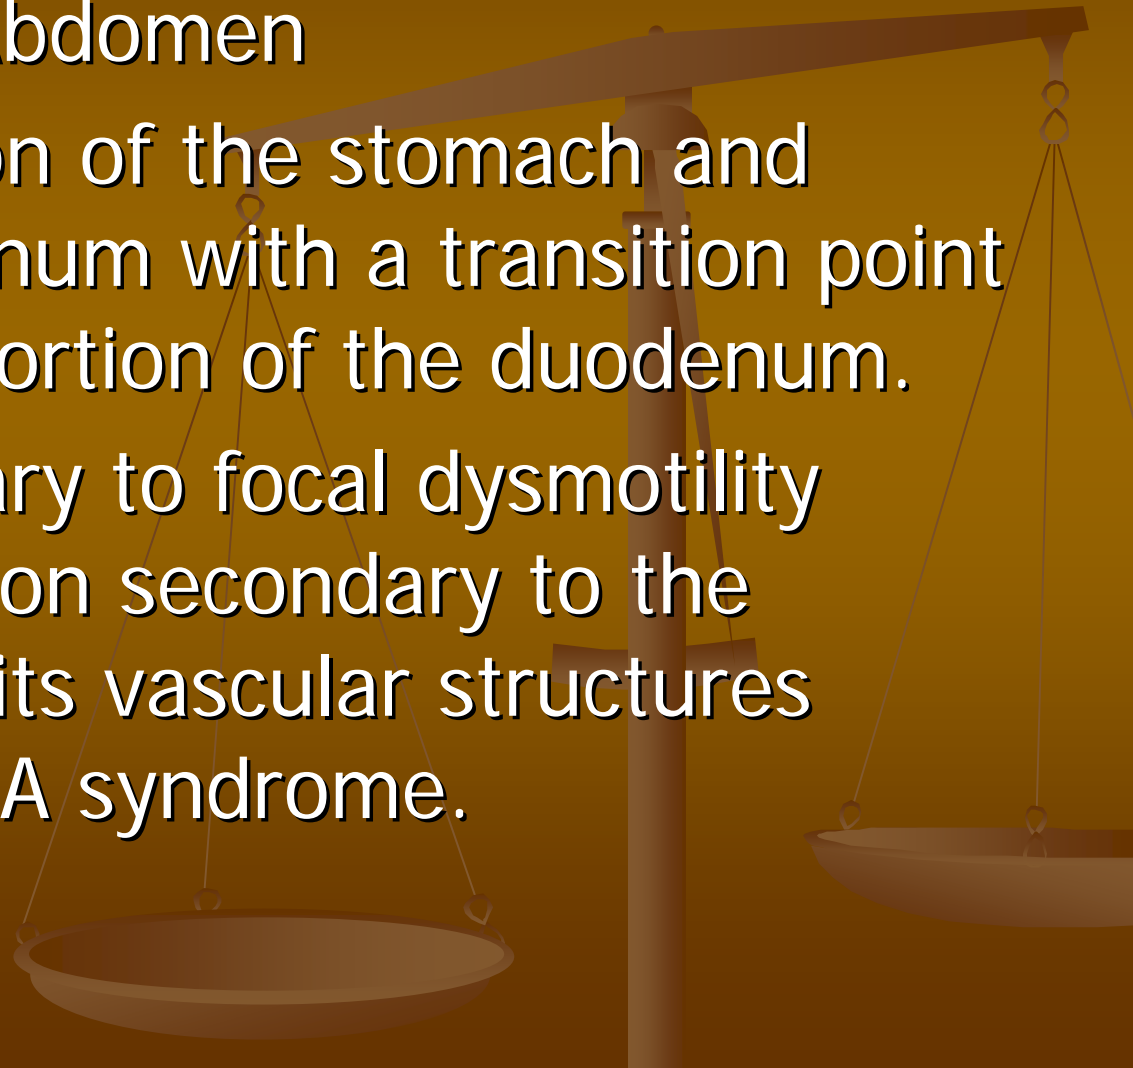 bdomen
on of the stomach and
num with a transition point
ortion of the duodenum.
ry to focal dysmotility
on secondary to the
its vascular structures
A syndrome.